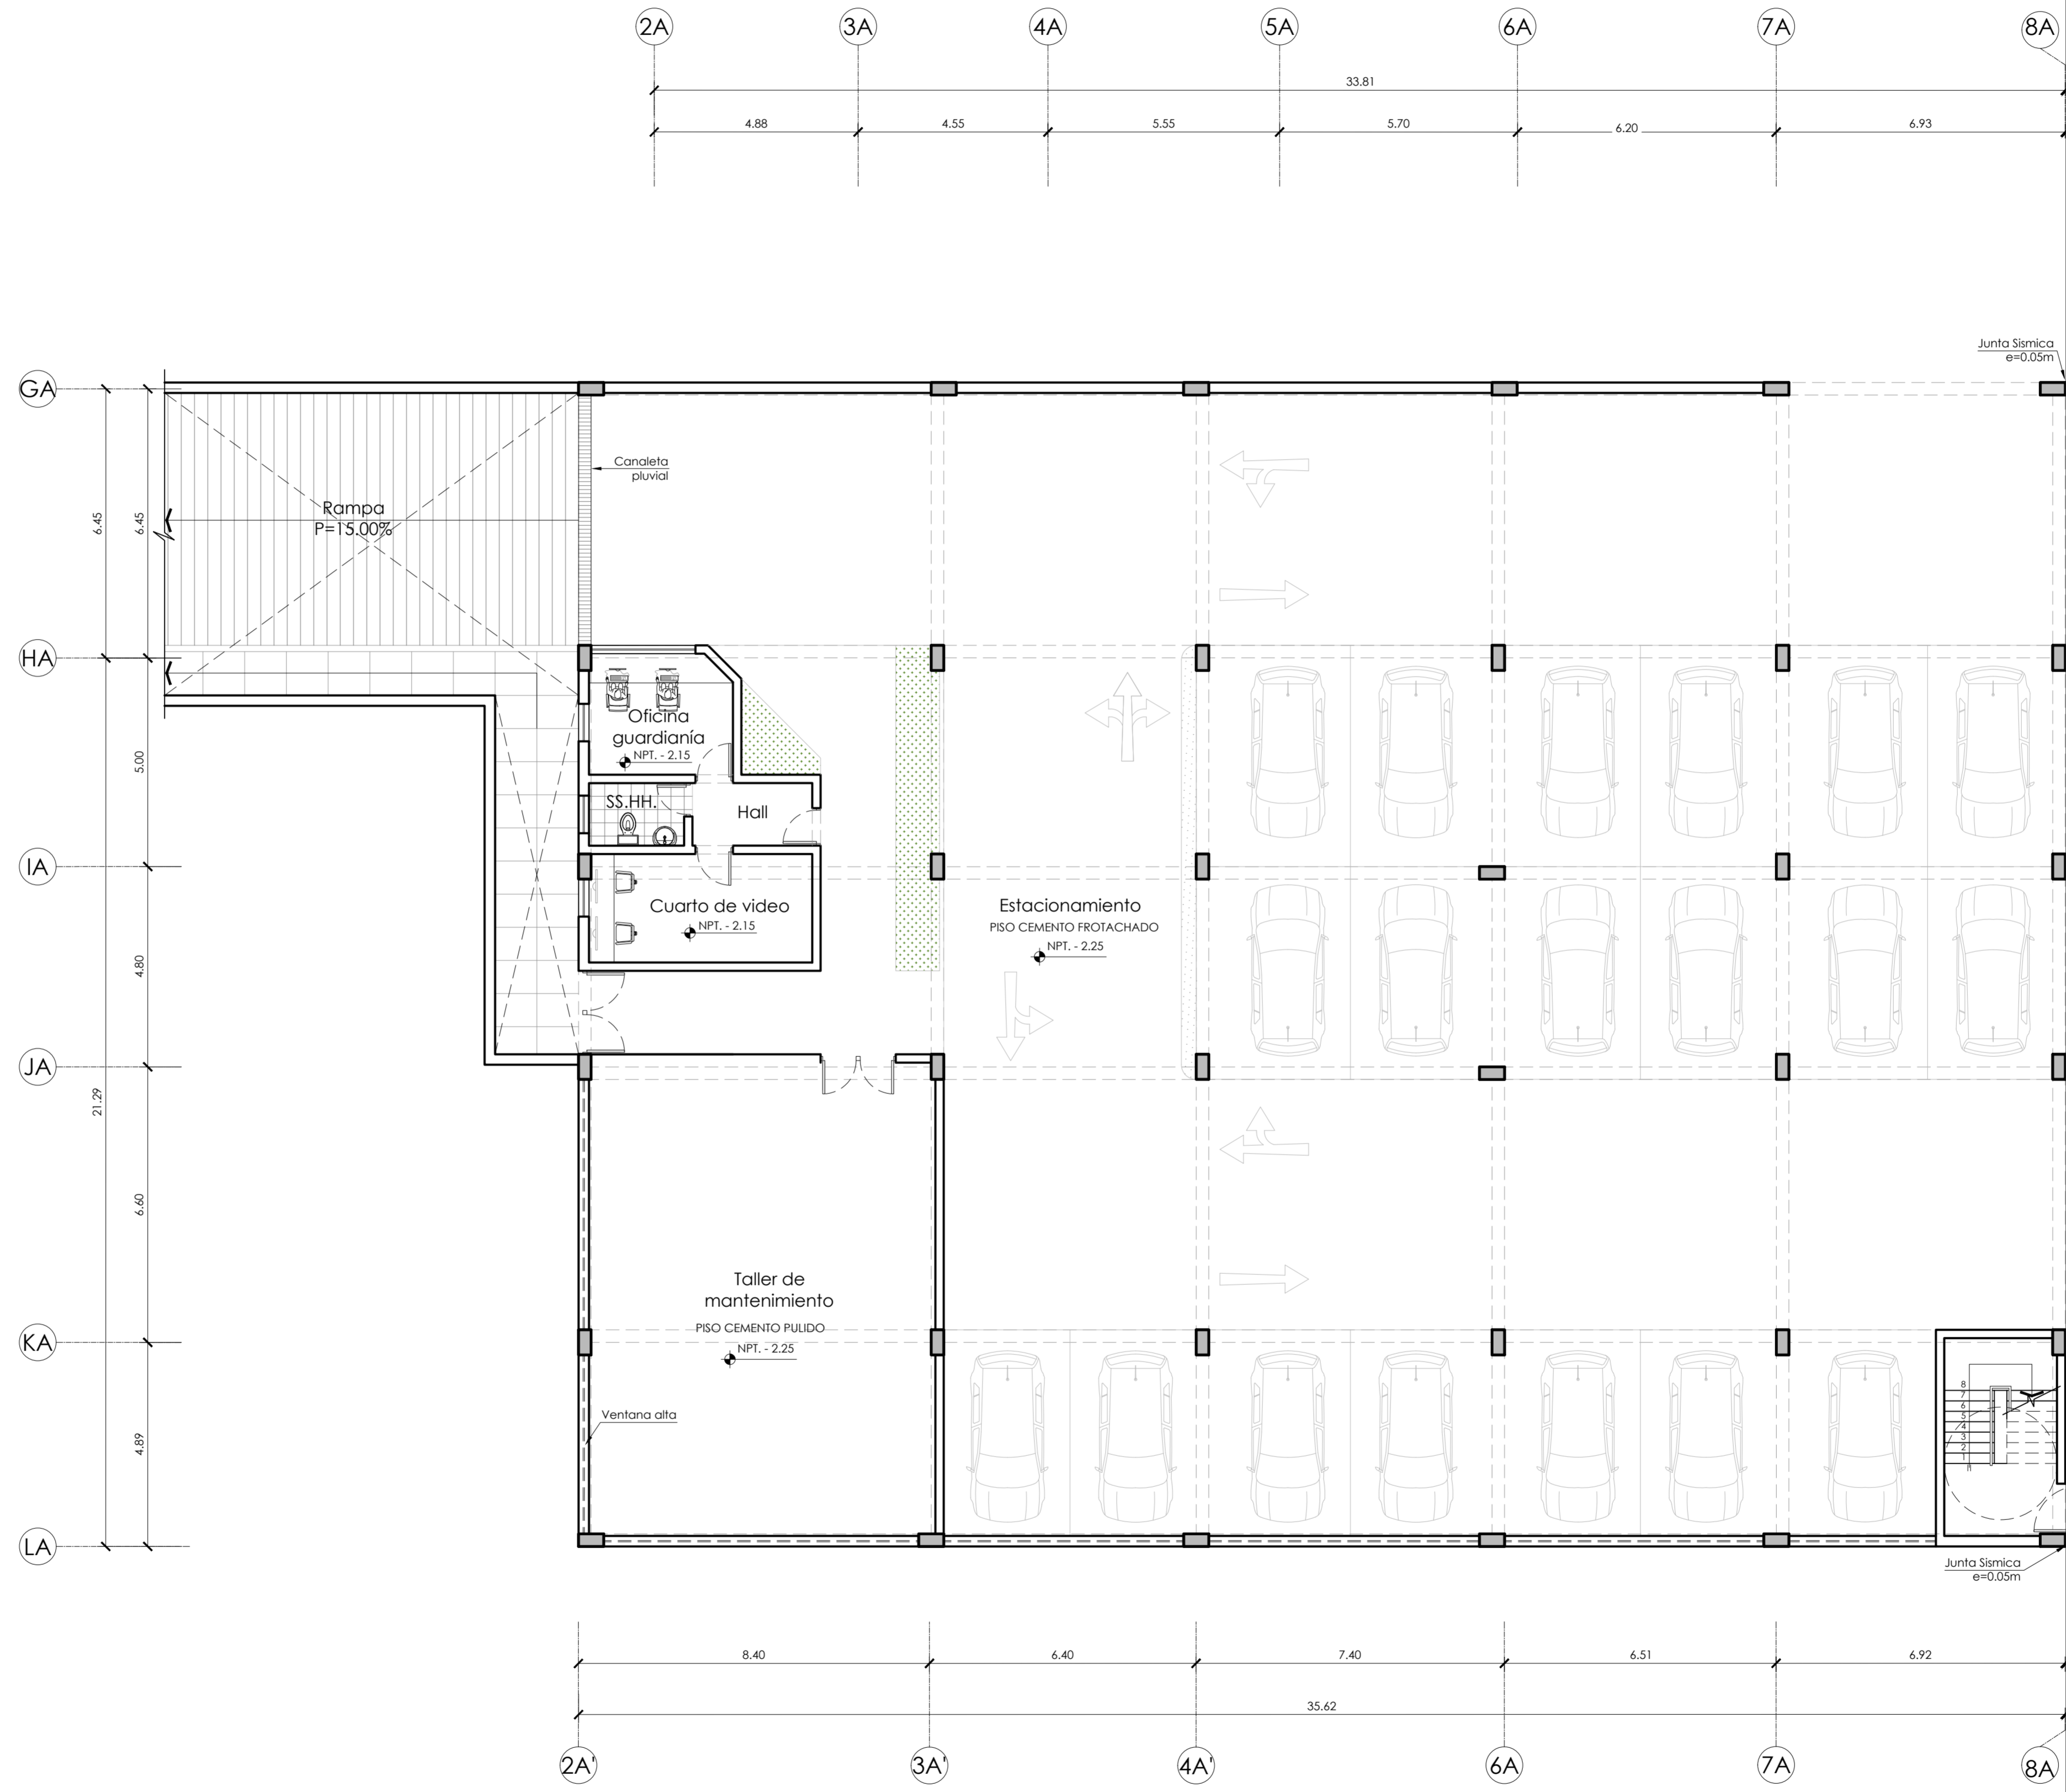 2A
3A
4A
5A
6A
7A
8A
33.81
4.88
4.55
5.55
5.70
6.20
6.93
Junta Sismica
e=0.05m
GA
HA
IA
JA
KA
LA
6.45
21.29
6.45
5.00
4.80
6.60
4.89
Rampa
P=15.00%
Canaleta
pluvial
Oficina
guardianía
NPT. - 2.15
SS.HH.
Hall
Cuarto de video
NPT. - 2.15
Estacionamiento
PISO CEMENTO FROTACHADO
NPT. - 2.25
Taller de
mantenimiento
PISO CEMENTO PULIDO
NPT. - 2.25
Ventana alta
8
7
6
5
4
3
2
1
Junta Sismica
e=0.05m
8.40
6.40
7.40
6.51
6.92
35.62
2A'
3A'
4A'
6A
7A
8A